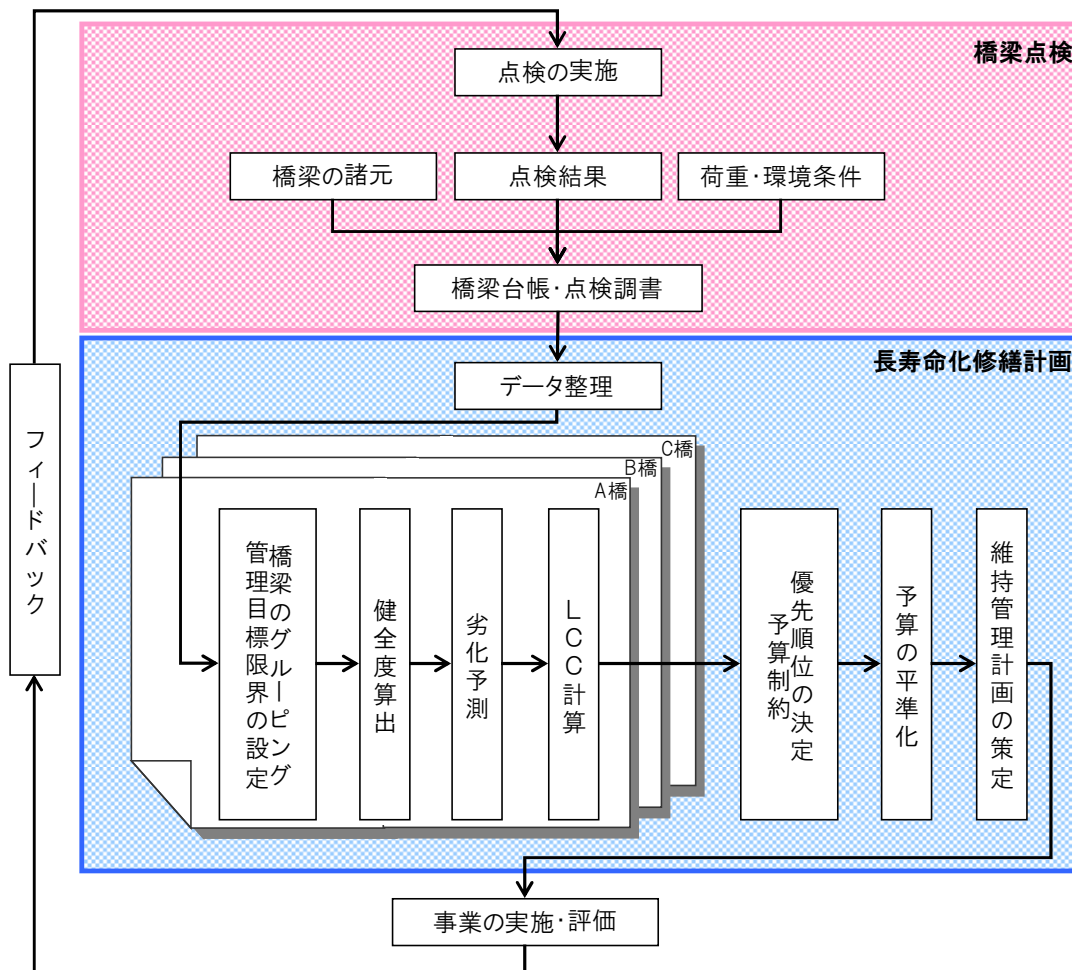 橋梁点検
点検の実施
橋梁の諸元
点検結果
荷重・環境条件
橋梁台帳・点検調書
長寿命化修繕計画
データ整理
フィードバック
C橋
B橋
A橋
橋梁のグルーピング
管理目標限界の設定
健全度算出
劣化予測
LCC計算
優先順位の決定
予算制約
予算の平準化
維持管理計画の策定
事業の実施・評価